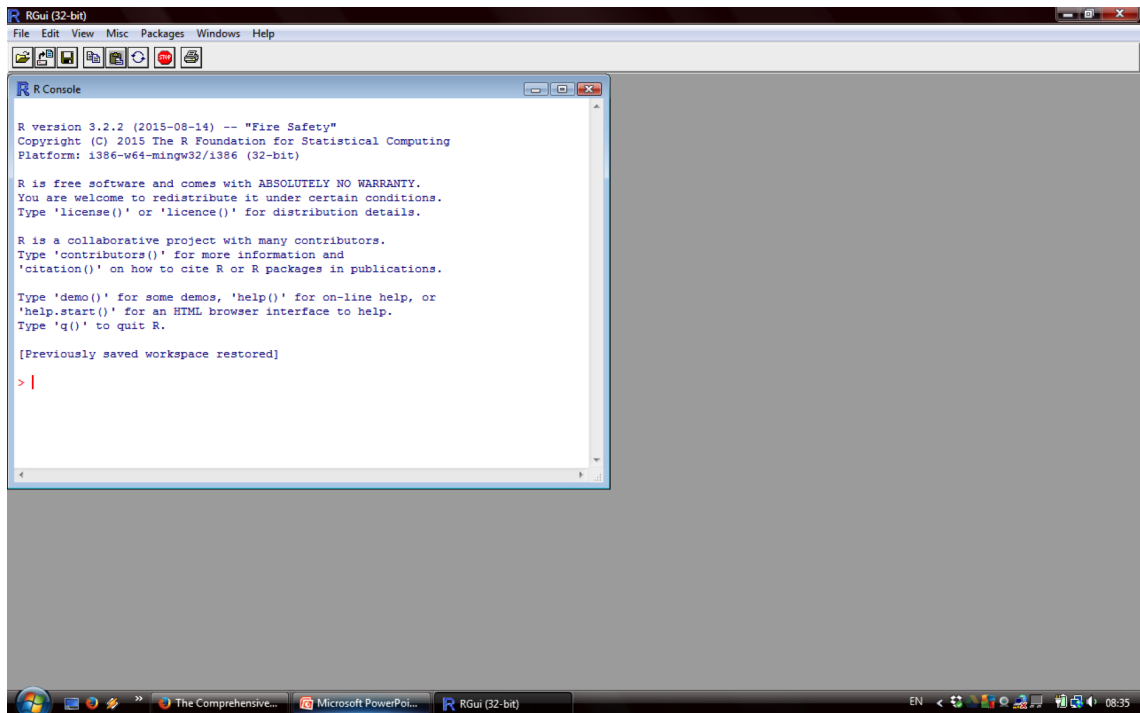 RGui (32-bit)
File Edit View Misc Packages Windows Help
STOP
R Console
R version 3.2.2 (2015-08-14) -- "Fire Safety"
Copyright (C) 2015 The R Foundation for Statistical Computing
Platform: i386-w64-mingw32/i386 (32-bit)
R is free software and comes with ABSOLUTELY NO WARRANTY.
You are welcome to redistribute it under certain conditions.
Type 'license()' or 'licence()' for distribution details.
R is a collaborative project with many contributors.
Type 'contributors()' for more information and
'citation()' on how to cite R or R packages in publications.
Type 'demo()' for some demos, 'help()' for on-line help, or
'help.start()' for an HTML browser interface to help.
Type 'q()' to quit R.
[Previously saved workspace restored]
>
The Comprehensive... Microsoft PowerPoi... RGui (32-bit) EN 08:35